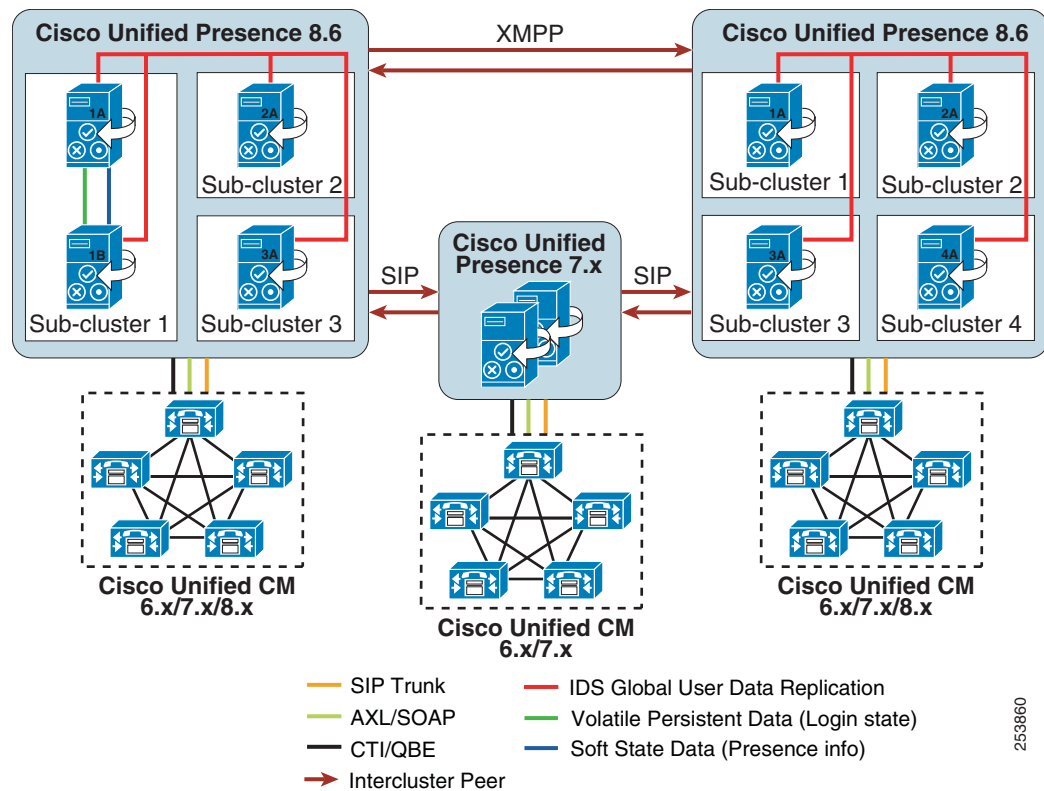 Cisco Unified Presence 8.6
XMPP
Cisco Unified Presence 8.6
1A
2A
1A
2A
Sub-cluster 2
Sub-cluster 1
Sub-cluster 2
1B
3A
Cisco Unified
Presence 7.x
3A
4A
SIP
SIP
Sub-cluster 1
Sub-cluster 3
Sub-cluster 3
Sub-cluster 4
Cisco Unified CM
6.x/7.x/8.x
Cisco Unified CM
6.x/7.x
Cisco Unified CM
6.x/7.x/8.x
SIP Trunk
AXL/SOAP
CTI/QBE
Intercluster Peer
IDS Global User Data Replication
Volatile Persistent Data (Login state)
Soft State Data (Presence info)
253860